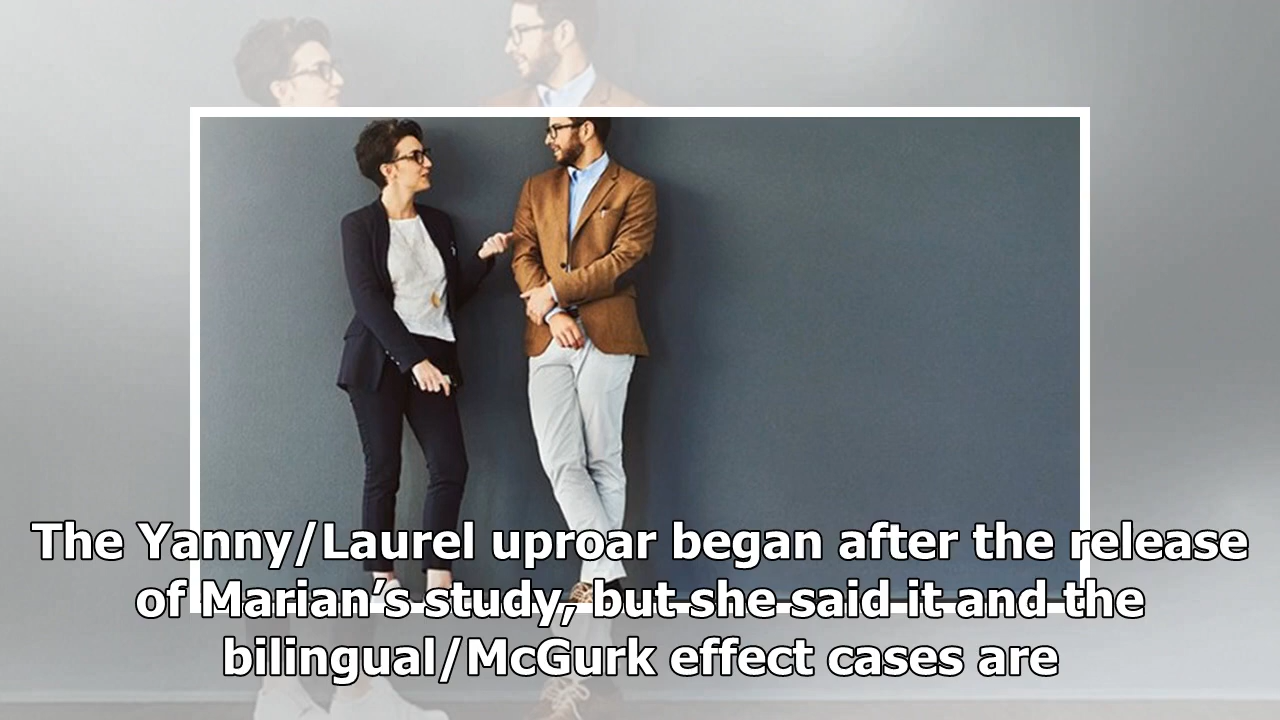 The Yanny/Laurel uproar began after the release
of Marian’s study, but she said it and the
bilingual/McGurk effect cases are